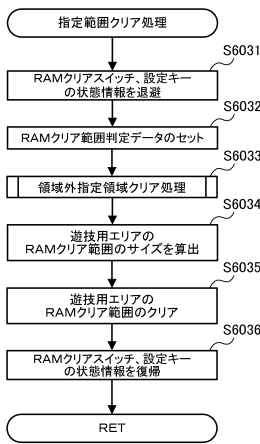 指定範囲クリア処理
S6031
RAMクリアスイッチ、設定キー
の状態情報を退避
S6032
RAMクリア範囲判定データのセット
S6033
領域外指定領域クリア処理
S6034
遊技用エリアの
RAMクリア範囲のサイズを算出
S6035
遊技用エリアの
RAMクリア範囲のクリア
S6036
RAMクリアスイッチ、設定キー
の状態情報を復帰
RET